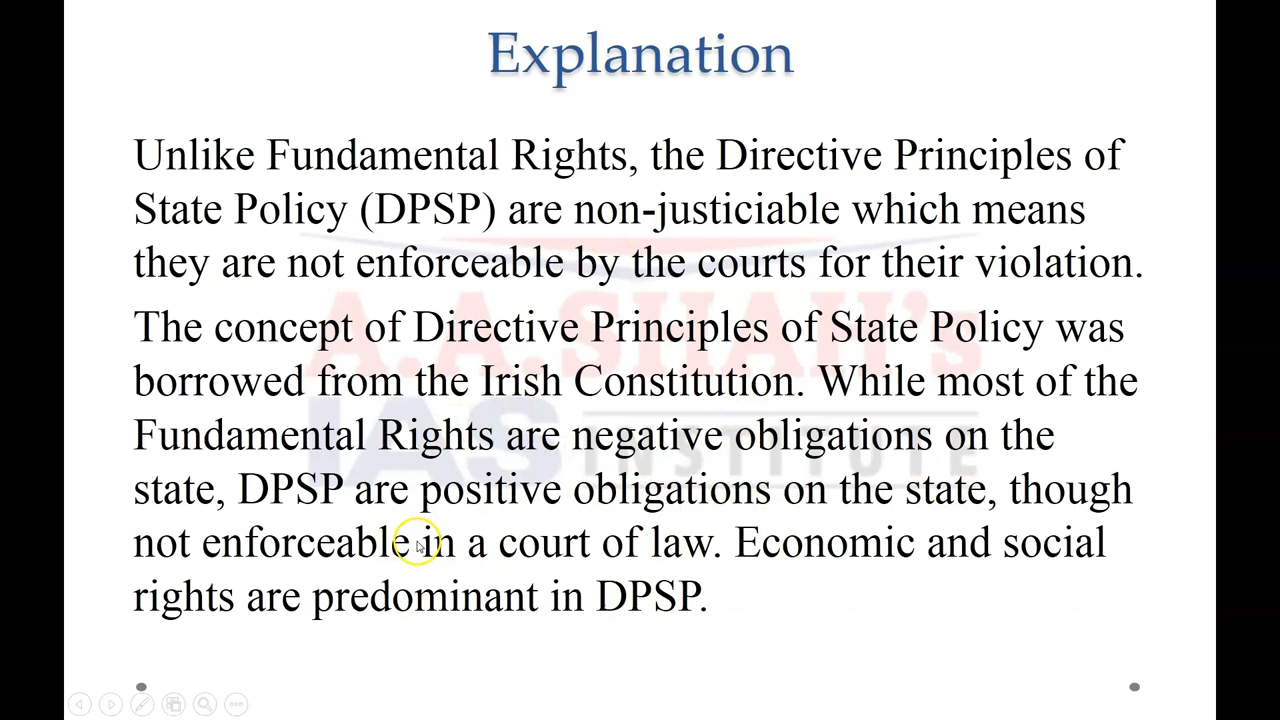 Explanation
Unlike Fundamental Rights, the Directive Principles of
State Policy (DPSP) are non-justiciable which means
they are not enforceable by the courts for their violation.
The concept of Directive Principles of State Policy was
borrowed from the Irish Constitution. While most of the
Fundamental Rights are negative obligations on the
state, DPSP are positive obligations on the state, though
not enforceable in a court of law. Economic and social
rights are predominant in DPSP.
A.A.SHAH's
IAS INSTITUTE